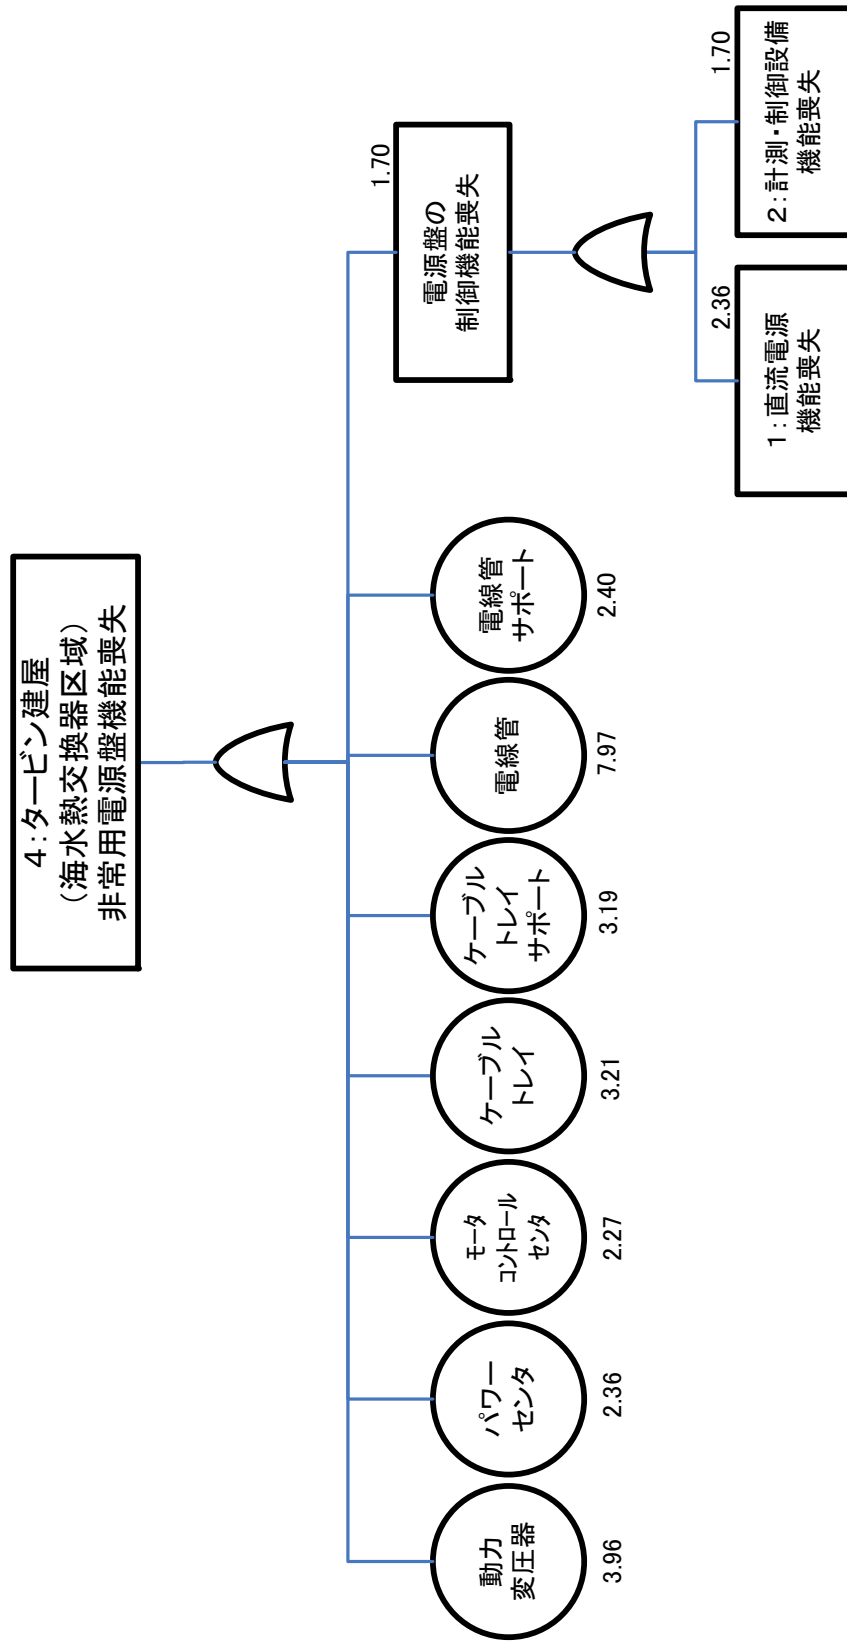 4:タービン建屋
(海水熱交換器区域)
非常用電源盤機能喪失
動力
変圧器
3.96
パワー
センタ
2.36
モータ
コントロール
センタ
2.27
ケーブル
トレイ
3.21
ケーブル
トレイ
サポート
3.19
電線管
7.97
電線管
サポート
2.40
1.70
電源盤の
制御機能喪失
2.36
1:直流電源
機能喪失
1.70
2:計測・制御設備
機能喪失